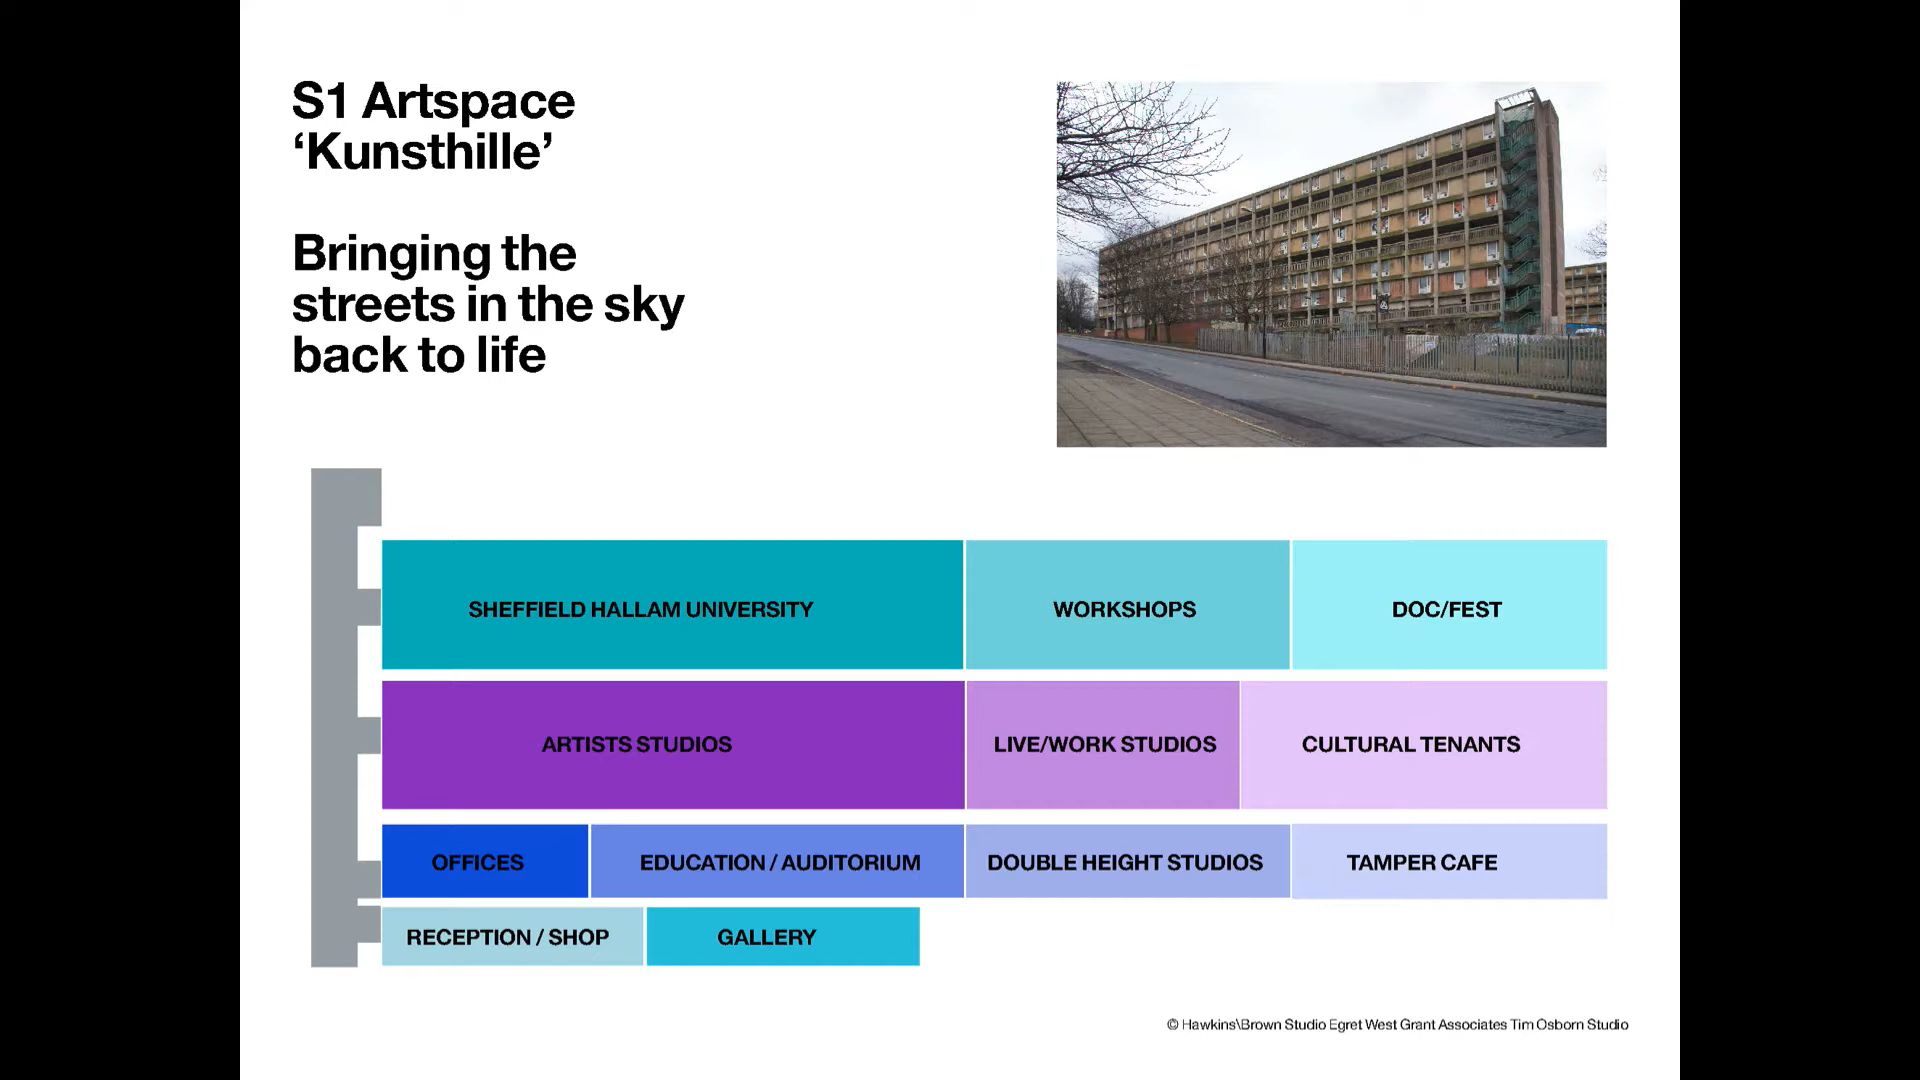 S1 Artspace
‘Kunsthille’
Bringing the
streets in the sky
back to life
SHEFFIELD HALLAM UNIVERSITY
WORKSHOPS
DOC/FEST
ARTISTS STUDIOS
LIVE/WORK STUDIOS
CULTURAL TENANTS
OFFICES
EDUCATION / AUDITORIUM
DOUBLE HEIGHT STUDIOS
TAMPER CAFE
RECEPTION / SHOP
GALLERY
© Hawkins\Brown Studio Egret West Grant Associates Tim Osborn Studio